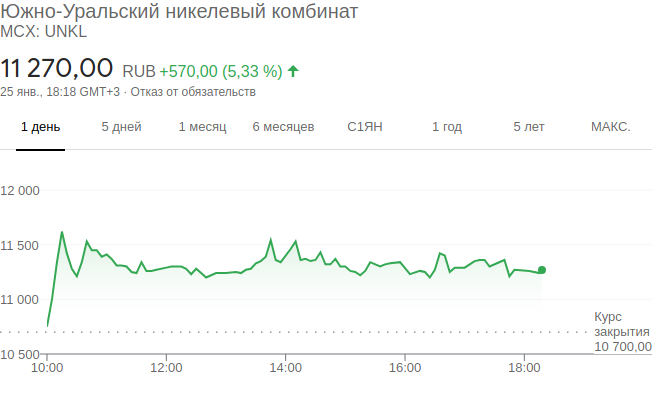 Южно-Уральский никелевый комбинат
MCX: UNKL
11 270,00 RUB +570,00 (5,33 %)
25 янв., 18:18 GMT+3 · Отказ от обязательств
1 день 5 дней 1 месяц 6 месяцев С1ЯН 1 год 5 лет МАКС.
12 000
11 500
11 000
Курс
закрытия
10 700,00
10 500
10:00 12:00 14:00 16:00 18:00